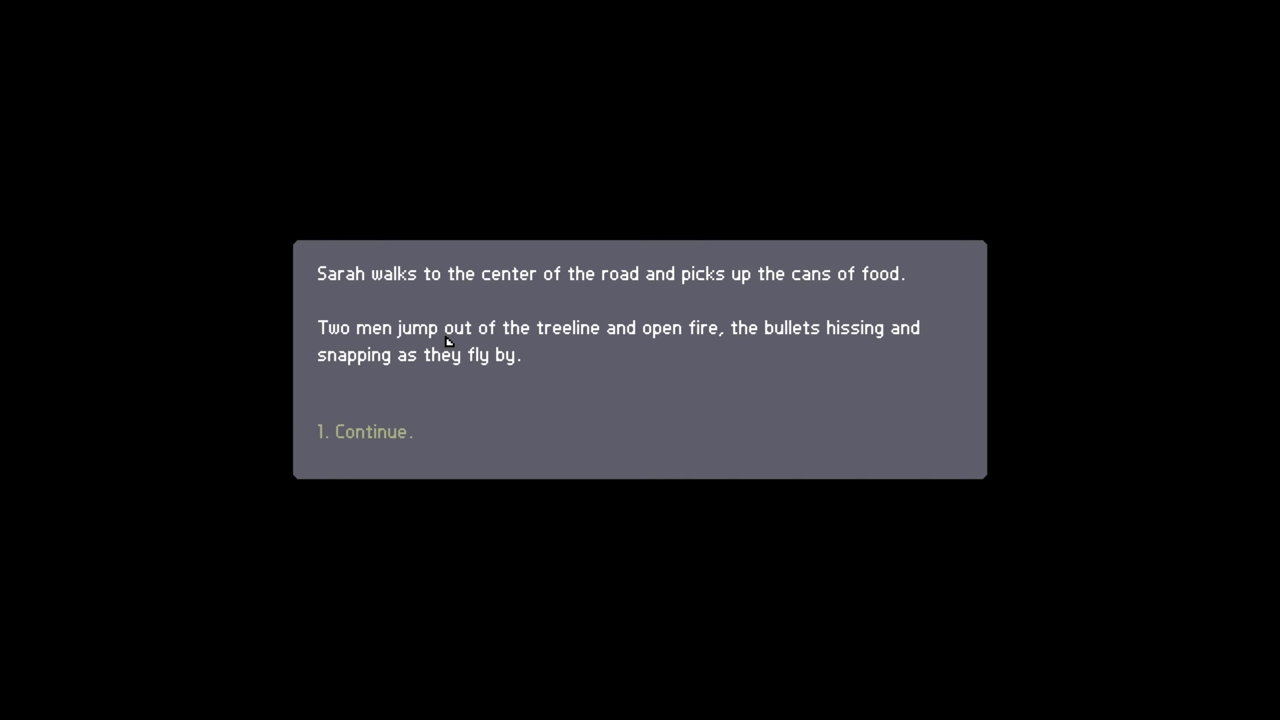 Sarah walks to the center of the road and picks up the cans of food.
Two men jump out of the treeline and open fire, the bullets hissing and
snapping as they fly by.
1. Continue.